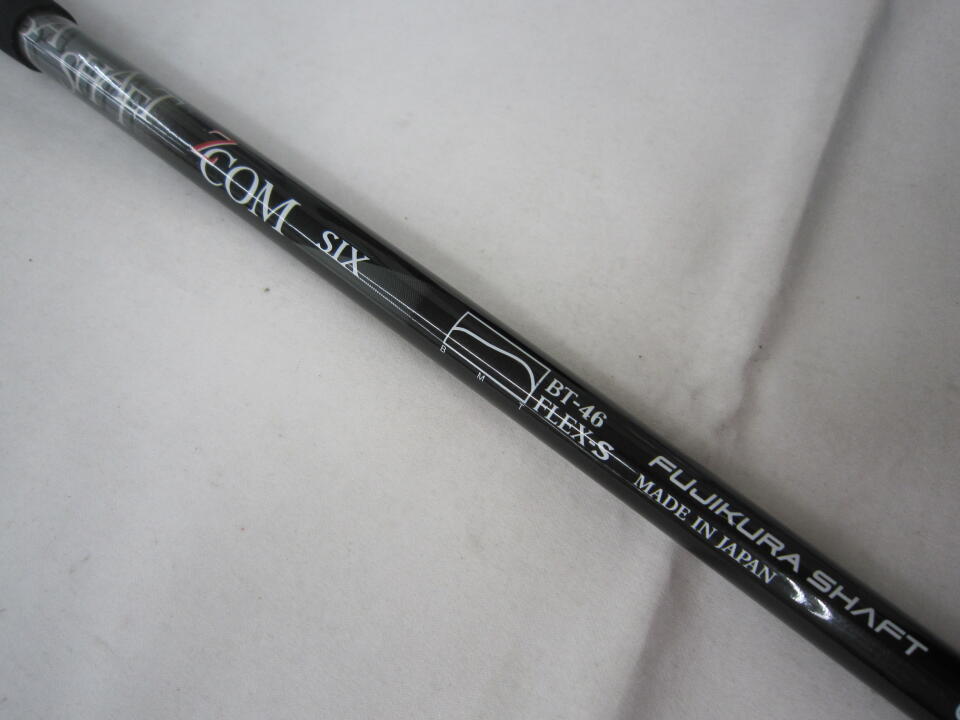 ZCOM SIX
B M T
BT-46
FLEX-S
FUJIKURA SHAFT
MADE IN JAPAN